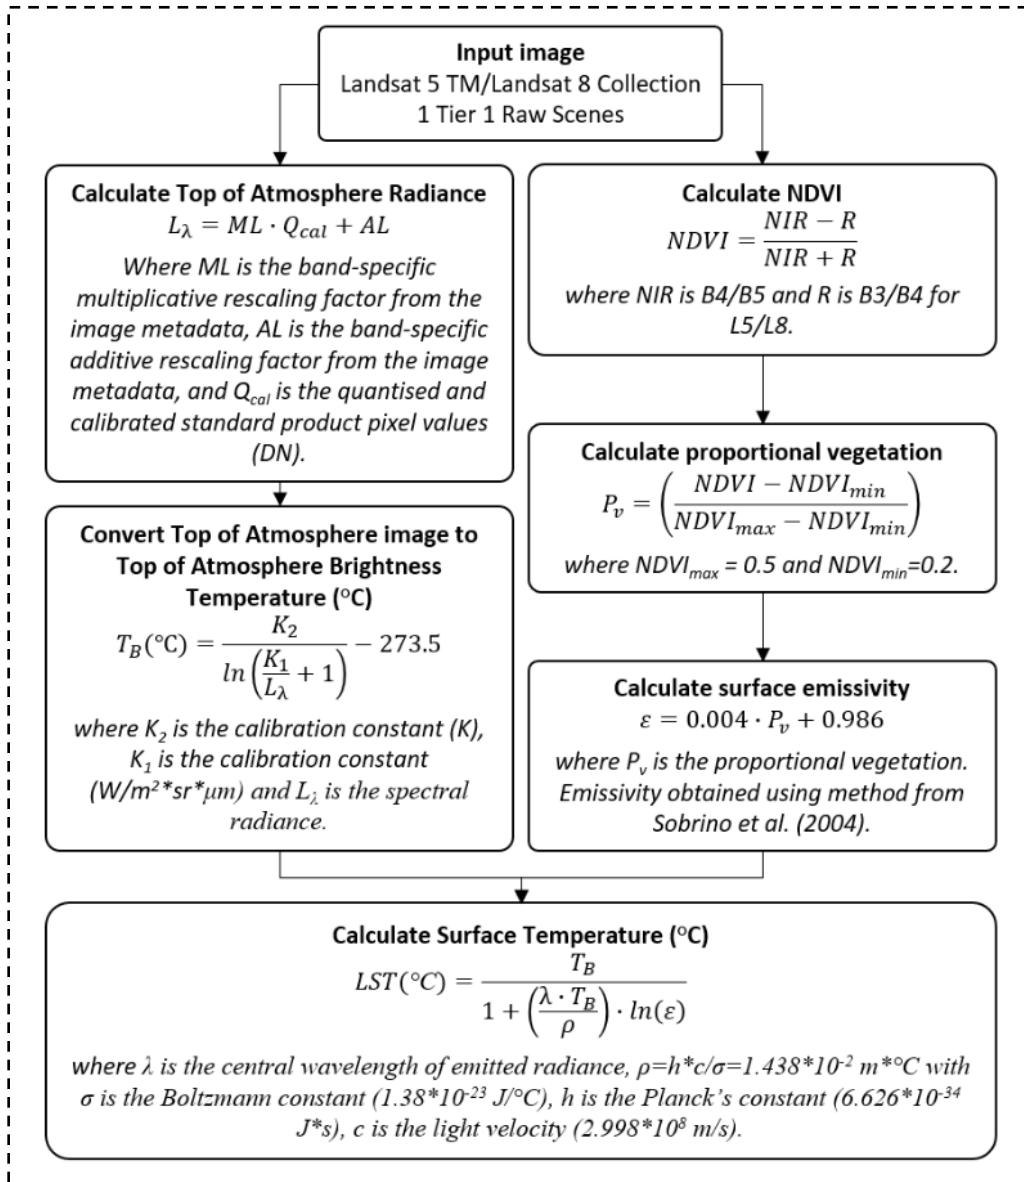 Input image
Landsat 5 TM/Landsat 8 Collection
1 Tier 1 Raw Scenes
Calculate Top of Atmosphere Radiance
L_λ = ML · Q_cal + AL
Where ML is the band-specific
multiplicative rescaling factor from the
image metadata, AL is the band-specific
additive rescaling factor from the image
metadata, and Q_cal is the quantised and
calibrated standard product pixel values
(DN).
Convert Top of Atmosphere image to
Top of Atmosphere Brightness
Temperature (°C)
T_B(°C) = K_2 / ln(K_1/L_λ + 1) − 273.5
where K_2 is the calibration constant (K),
K_1 is the calibration constant
(W/m²*sr*μm) and L_λ is the spectral
radiance.
Calculate NDVI
NDVI = (NIR − R) / (NIR + R)
where NIR is B4/B5 and R is B3/B4 for
L5/L8.
Calculate proportional vegetation
P_v = ((NDVI − NDVI_min) / (NDVI_max − NDVI_min))
where NDVI_max = 0.5 and NDVI_min=0.2.
Calculate surface emissivity
ε = 0.004 · P_v + 0.986
where P_v is the proportional vegetation.
Emissivity obtained using method from
Sobrino et al. (2004).
Calculate Surface Temperature (°C)
LST(°C) = T_B / (1 + (λ · T_B / ρ) · ln(ε))
where λ is the central wavelength of emitted radiance, ρ=h*c/σ=1.438*10⁻² m*°C with
σ is the Boltzmann constant (1.38*10⁻²³ J/°C), h is the Planck's constant (6.626*10⁻³⁴
J*s), c is the light velocity (2.998*10⁸ m/s).